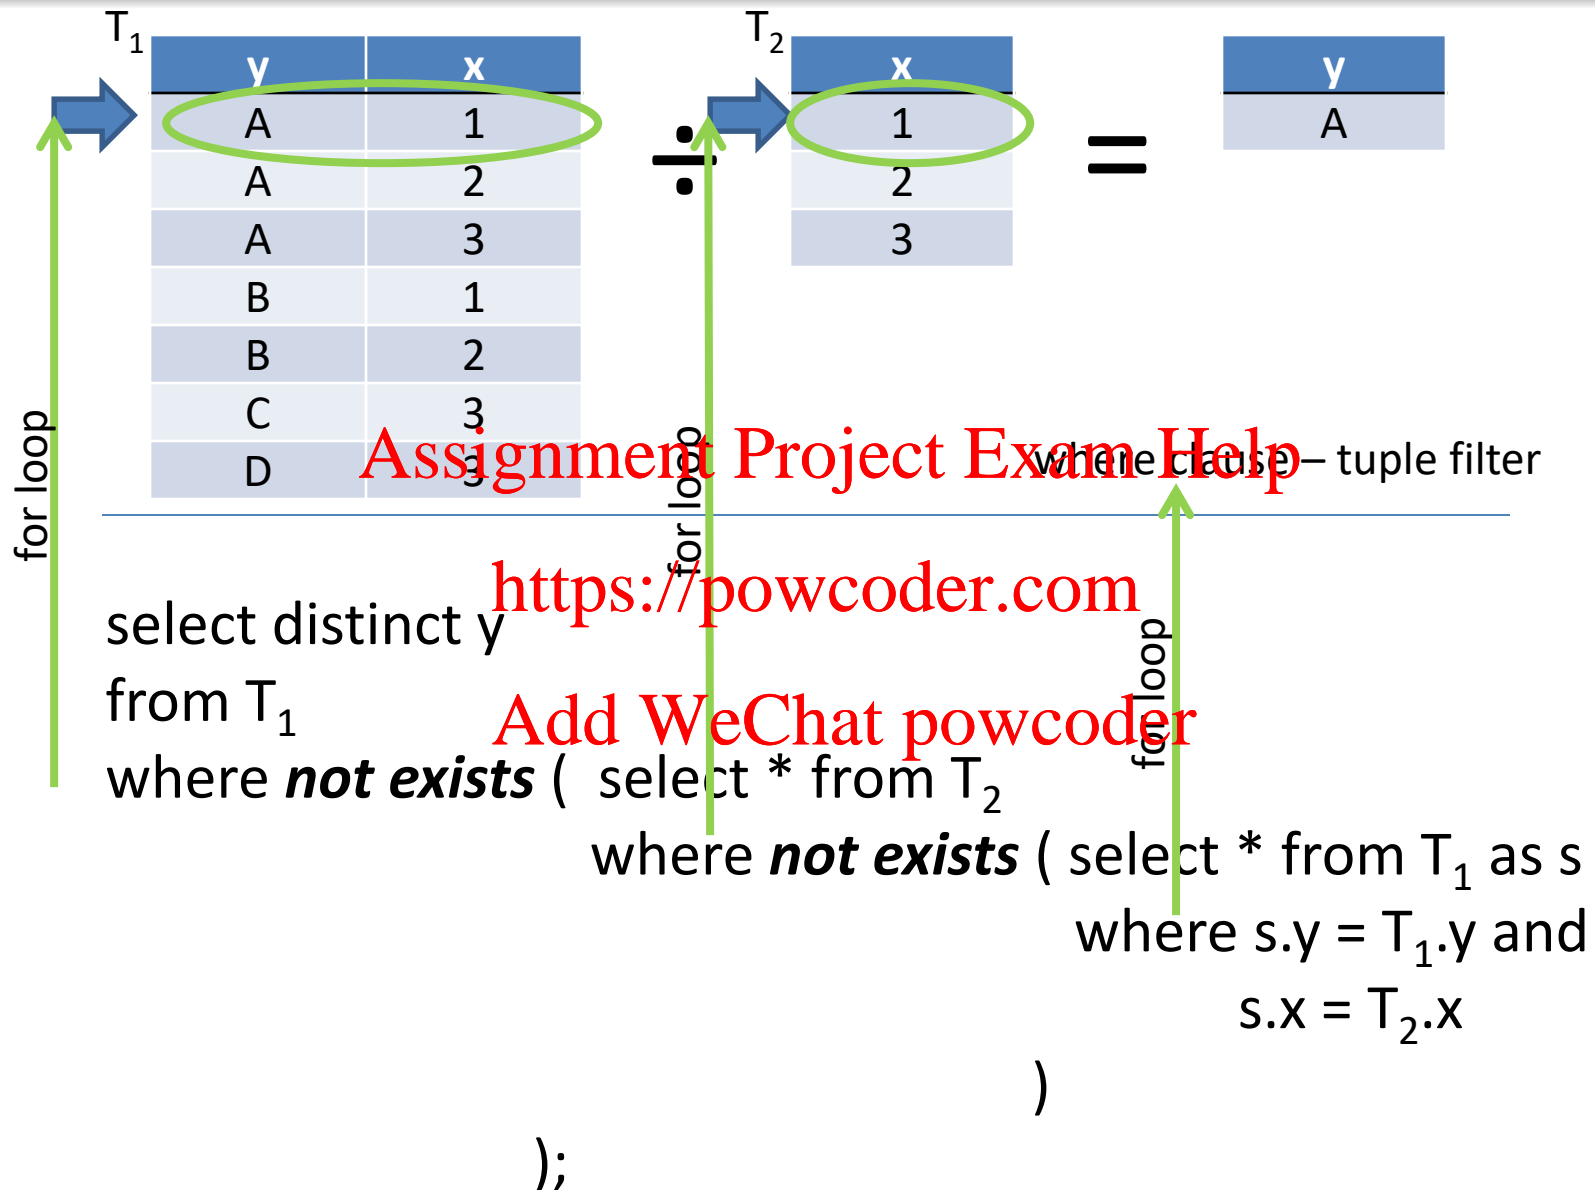 T1
T2
y x
A 1
A 2
A 3
B 1
B 2
C 3
D 3
÷
x
1
2
3
=
y
A
for loop
for loop
where clause – tuple filter
Assignment Project Exam Help
https://powcoder.com
Add WeChat powcoder
for loop
select distinct y
from T1
where not exists ( select * from T2
where not exists ( select * from T1 as s
where s.y = T1.y and
s.x = T2.x
)
);